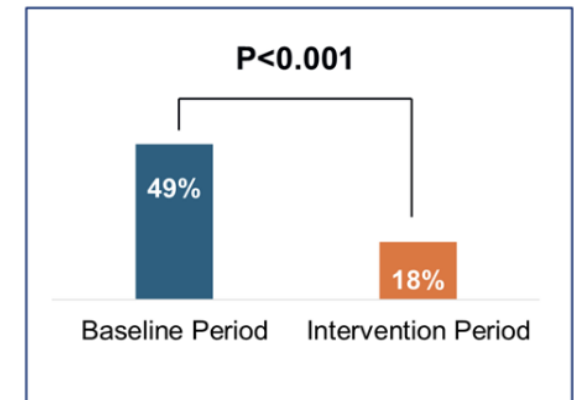 P<0.001
49%
18%
Baseline Period
Intervention Period